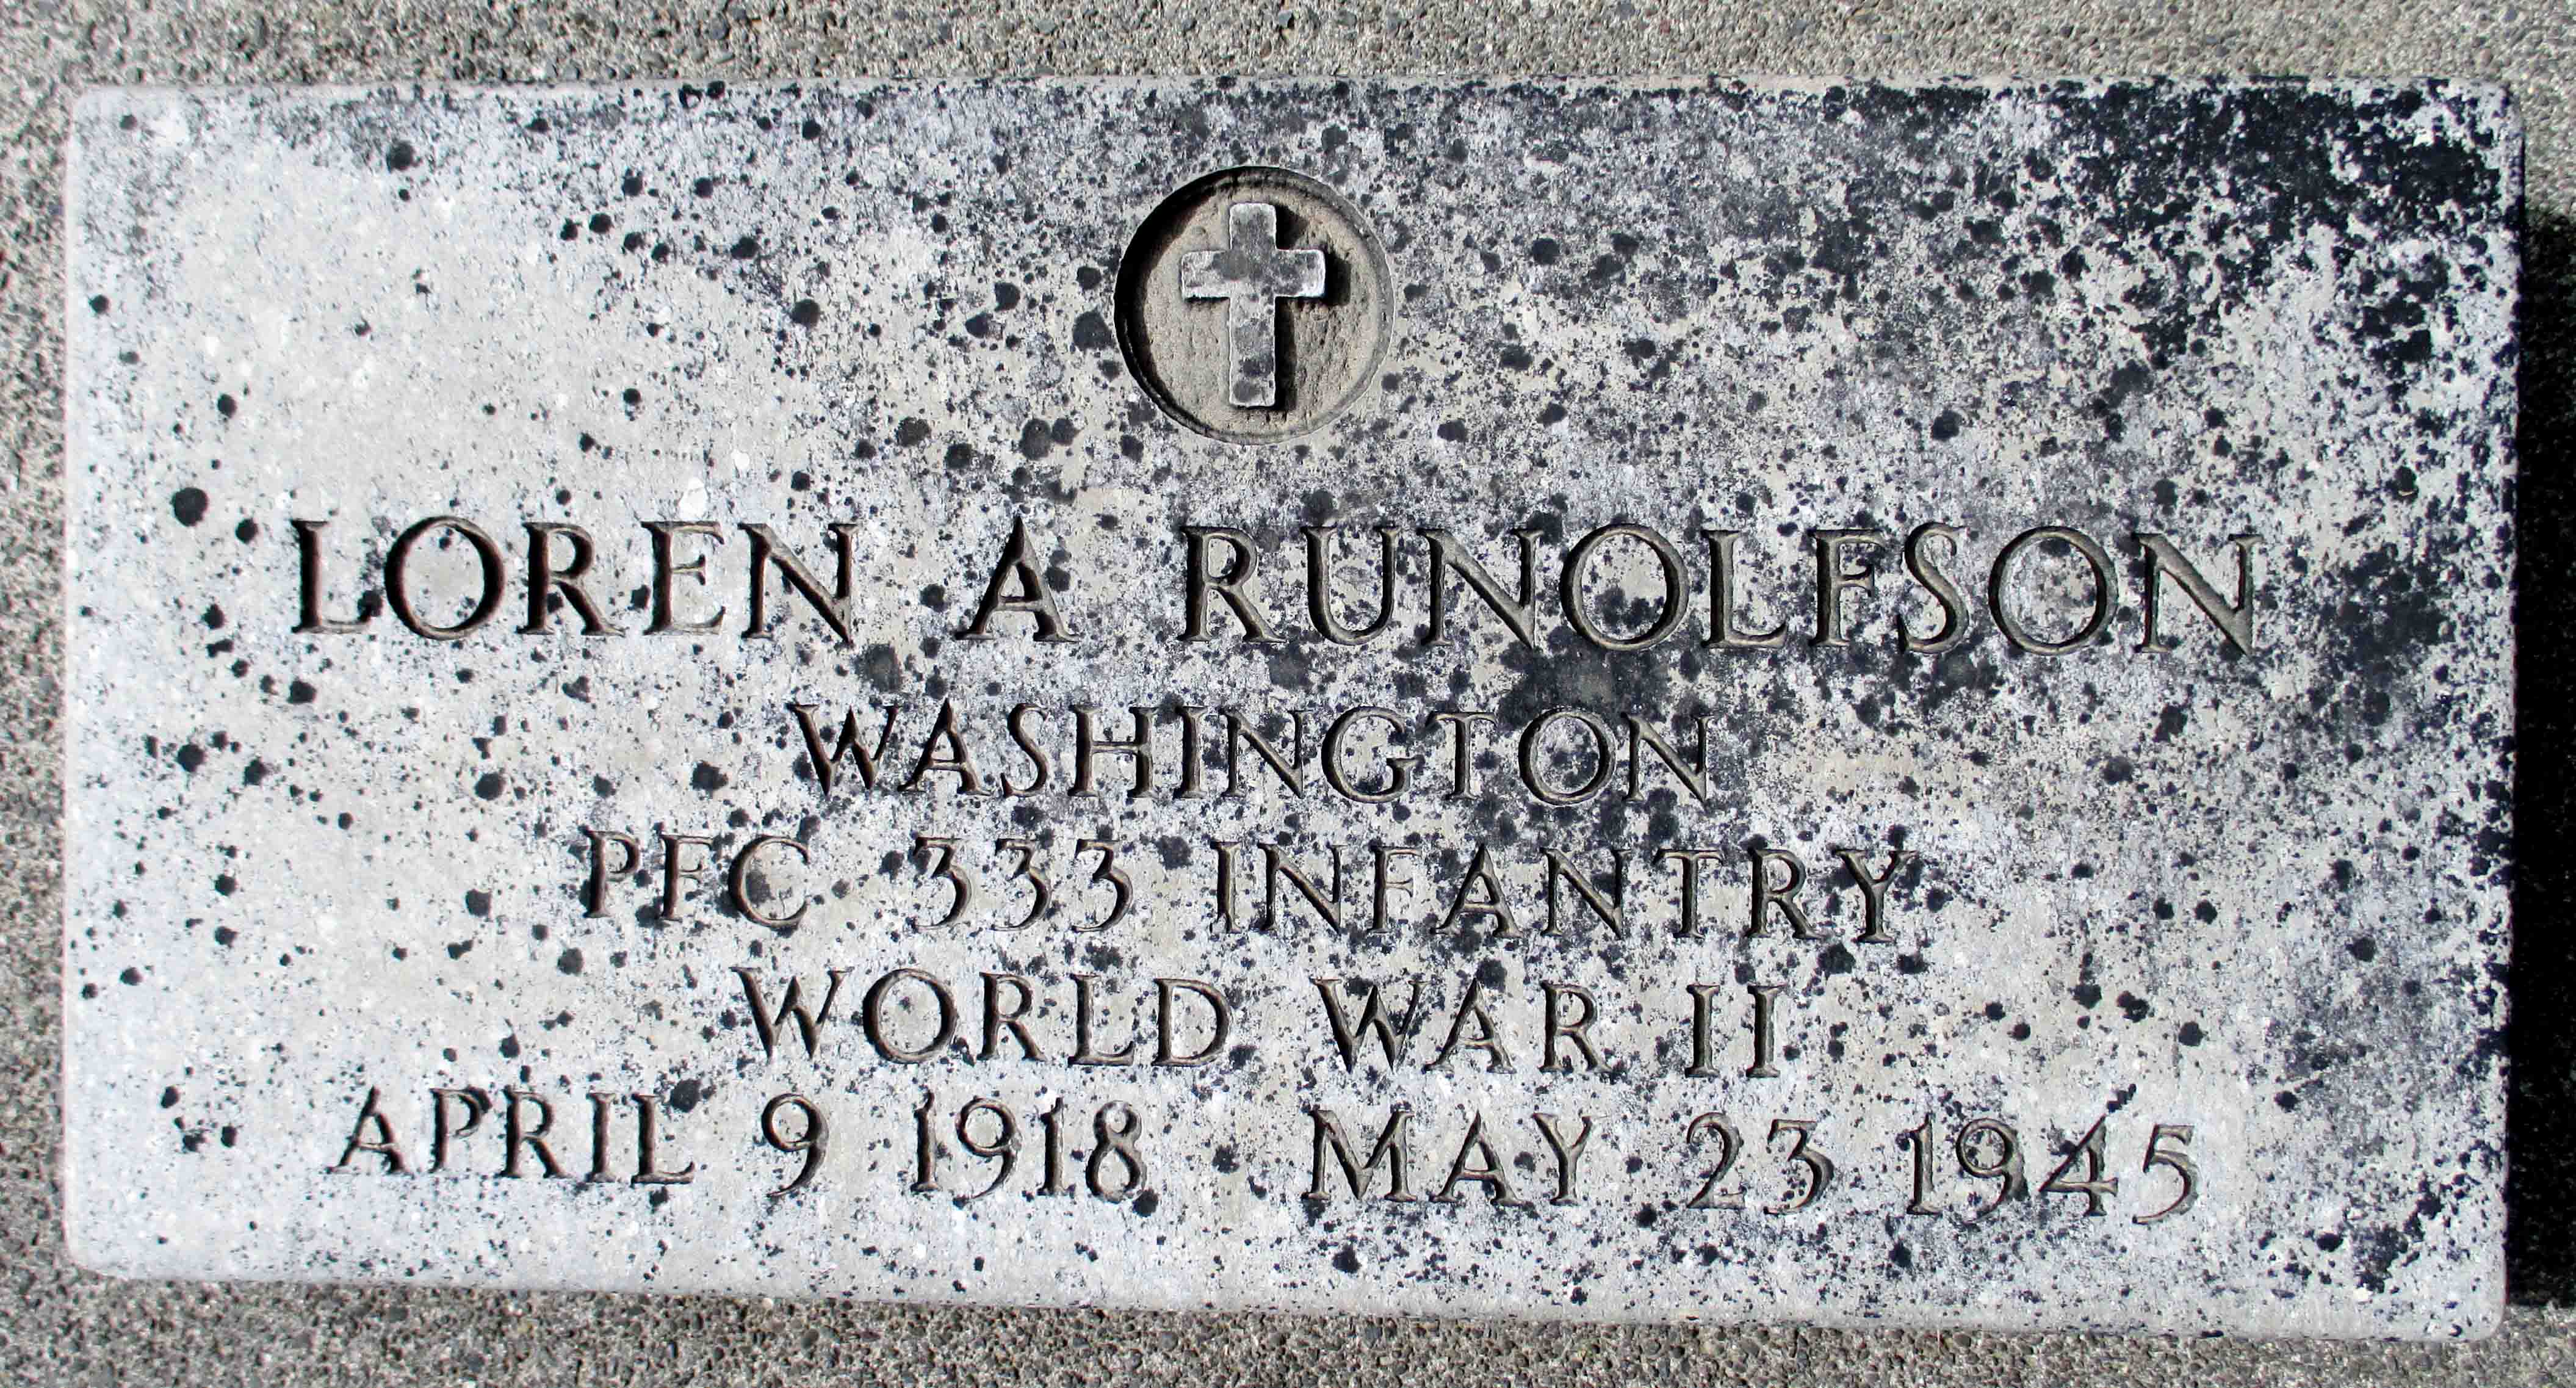 LOREN A RUNOLFSON
WASHINGTON
PFC 333 INFANTRY
WORLD WAR II
APRIL 9 1918 MAY 23 1945